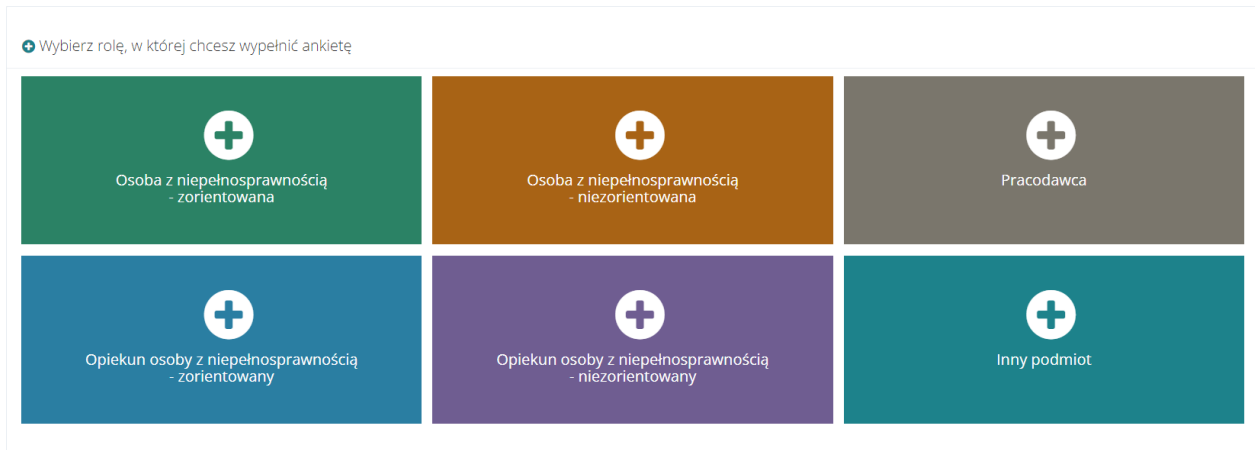 Wybierz rolę, w której chcesz wypełnić ankietę
Osoba z niepełnosprawnością
- zorientowana
Osoba z niepełnosprawnością
- niezorientowana
Pracodawca
Opiekun osoby z niepełnosprawnością
- zorientowany
Opiekun osoby z niepełnosprawnością
- niezorientowany
Inny podmiot